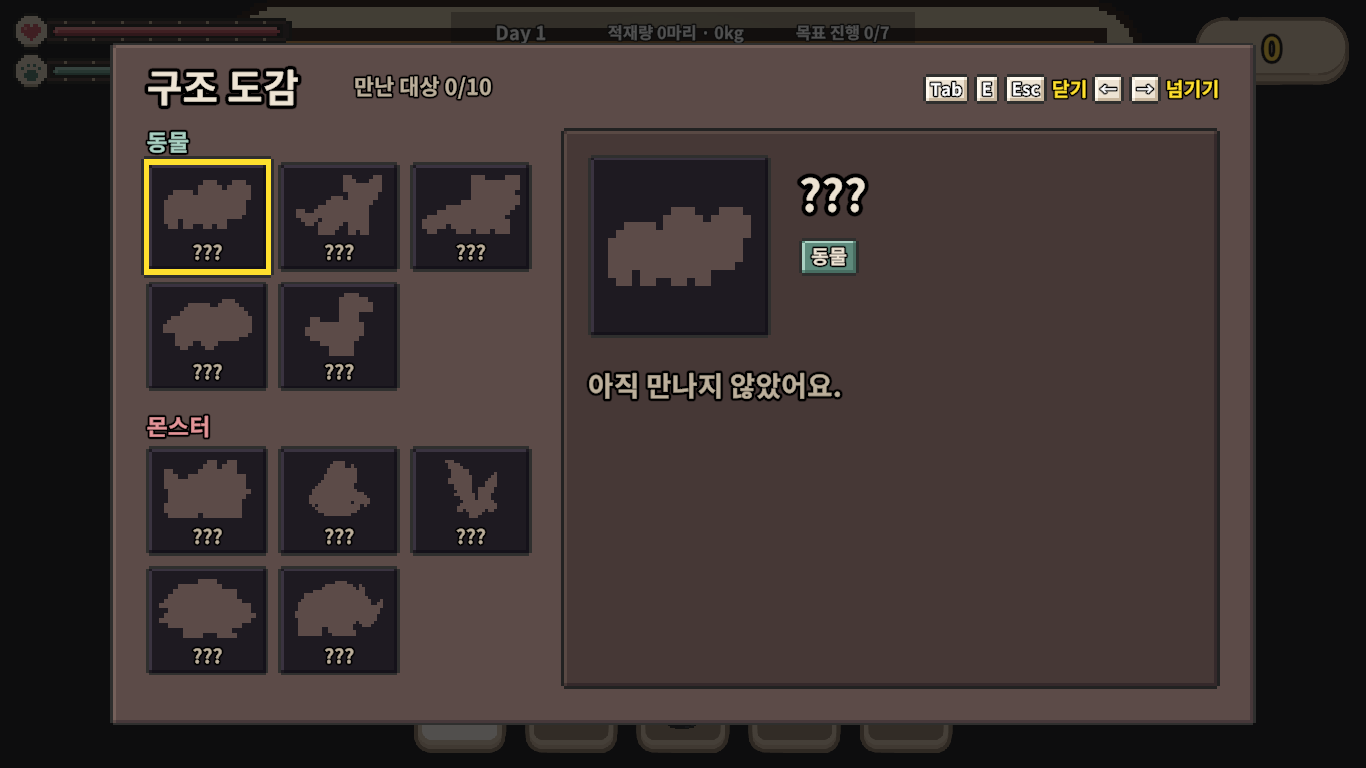 Day 1 적재량 0마리 · 0kg 목표 진행 0/7
0
구조 도감 만난 대상 0/10 Tab E Esc 닫기 ← → 넘기기
동물
??? ??? ???
??? ???
몬스터
??? ??? ???
??? ???
???
동물
아직 만나지 않았어요.